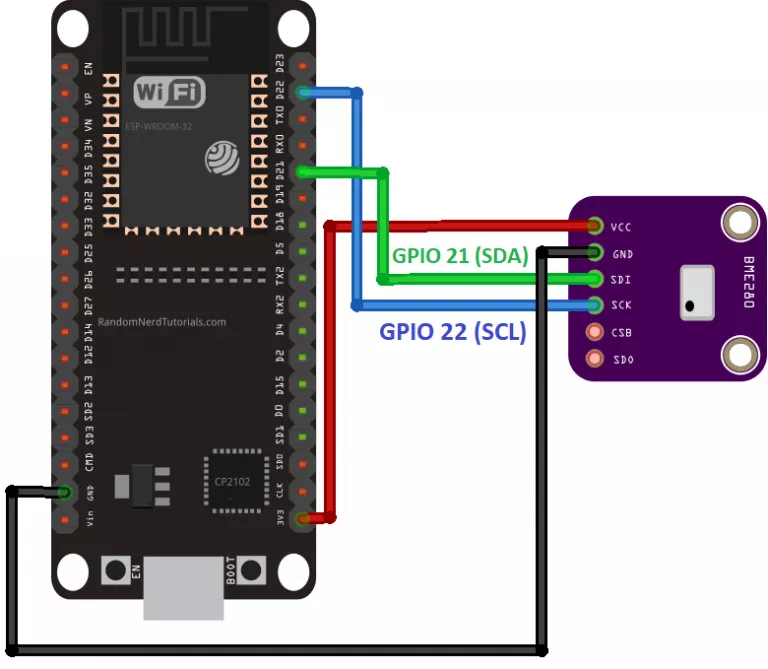 EN
VP
VN
D34
D35
D32
D33
D25
D26
D27
D14
D12
D13
SD2
SD3
CMD
GND
Vin
WiFi
ESP-WROOM-32
RandomNerdTutorials.com
CP2102
EN
BOOT
D23
D22
TX0
RX0
D21
D19
D18
D5
TX2
RX2
D4
D2
D15
D0
SD1
SD0
CLK
3V3
GPIO 21 (SDA)
GPIO 22 (SCL)
VCC
GND
SDI
SCK
CSB
SDO
BME280